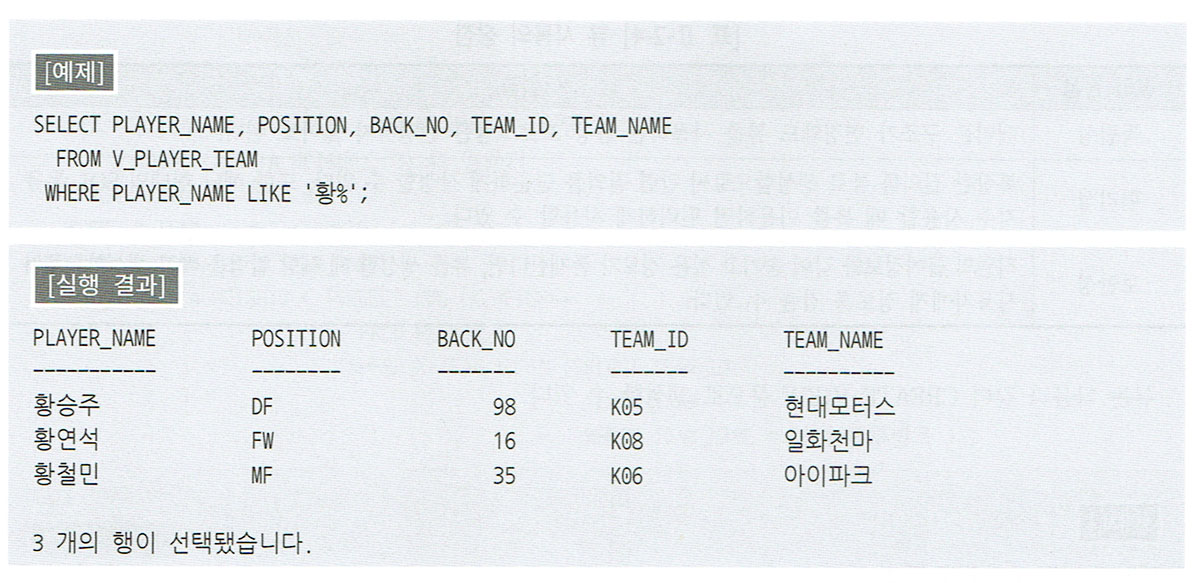 [예제]
SELECT PLAYER_NAME, POSITION, BACK_NO, TEAM_ID, TEAM_NAME
FROM V_PLAYER_TEAM
WHERE PLAYER_NAME LIKE '황%';
[실행 결과]
PLAYER_NAME POSITION BACK_NO TEAM_ID TEAM_NAME
----------- -------- ------- ------- ----------
황승주 DF 98 K05 현대모터스
황연석 FW 16 K08 일화천마
황철민 MF 35 K06 아이파크
3 개의 행이 선택됐습니다.